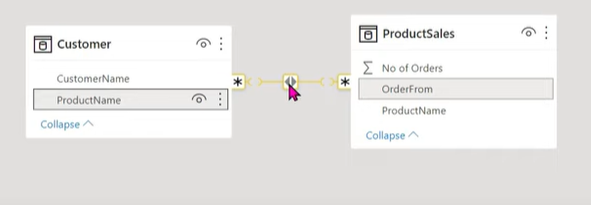 Customer
CustomerName
ProductName
Collapse
*
*
ProductSales
Σ No of Orders
OrderFrom
ProductName
Collapse